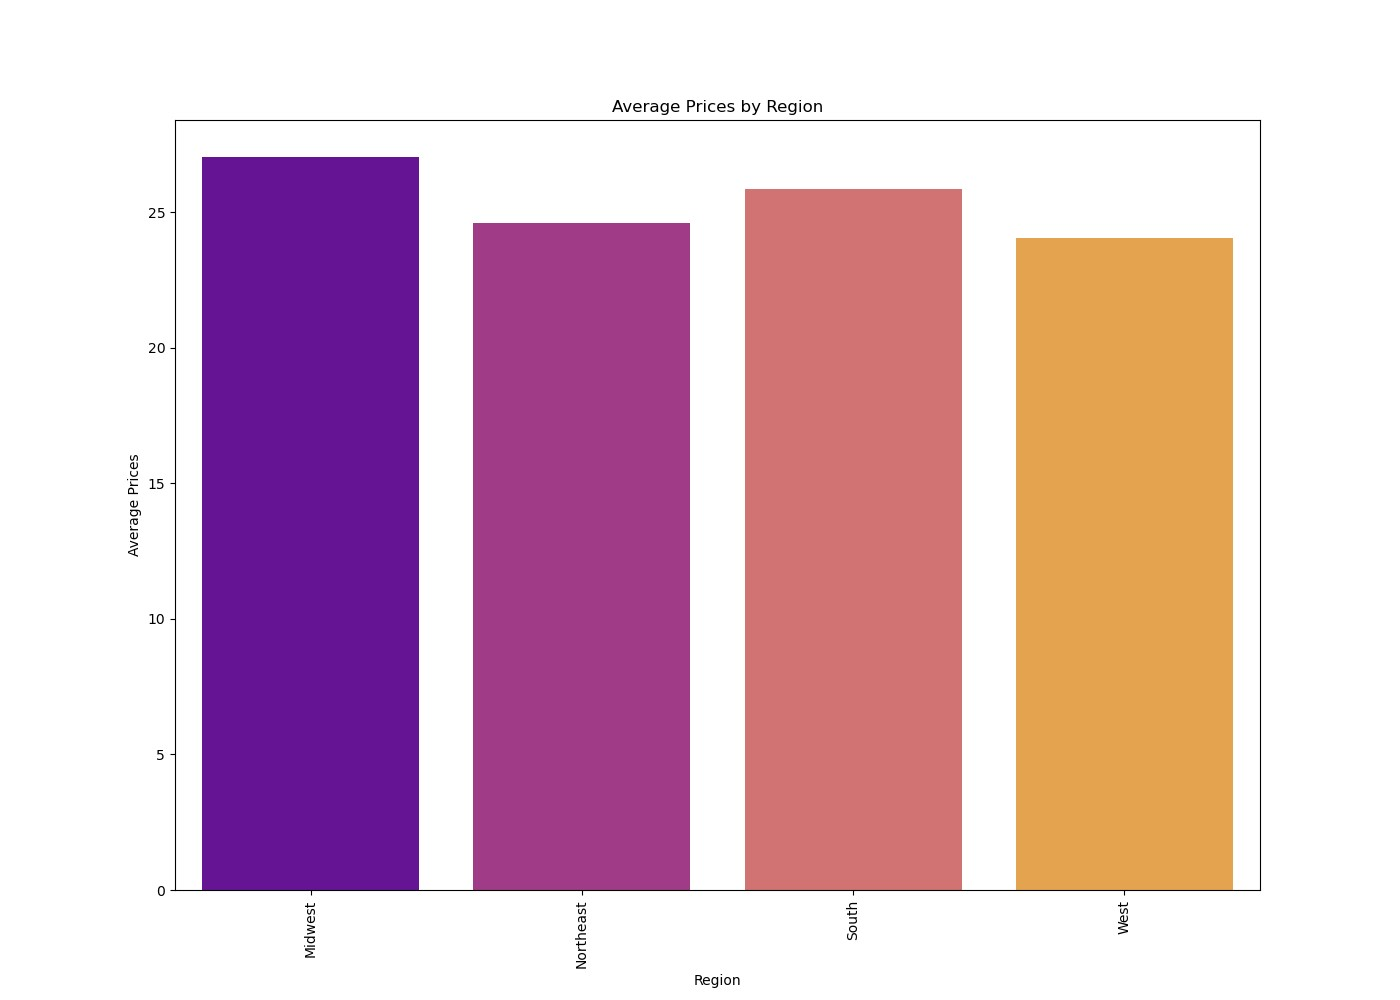 Average Prices by Region
Average Prices
25
20
15
10
5
0
Midwest
Northeast
South
West
Region